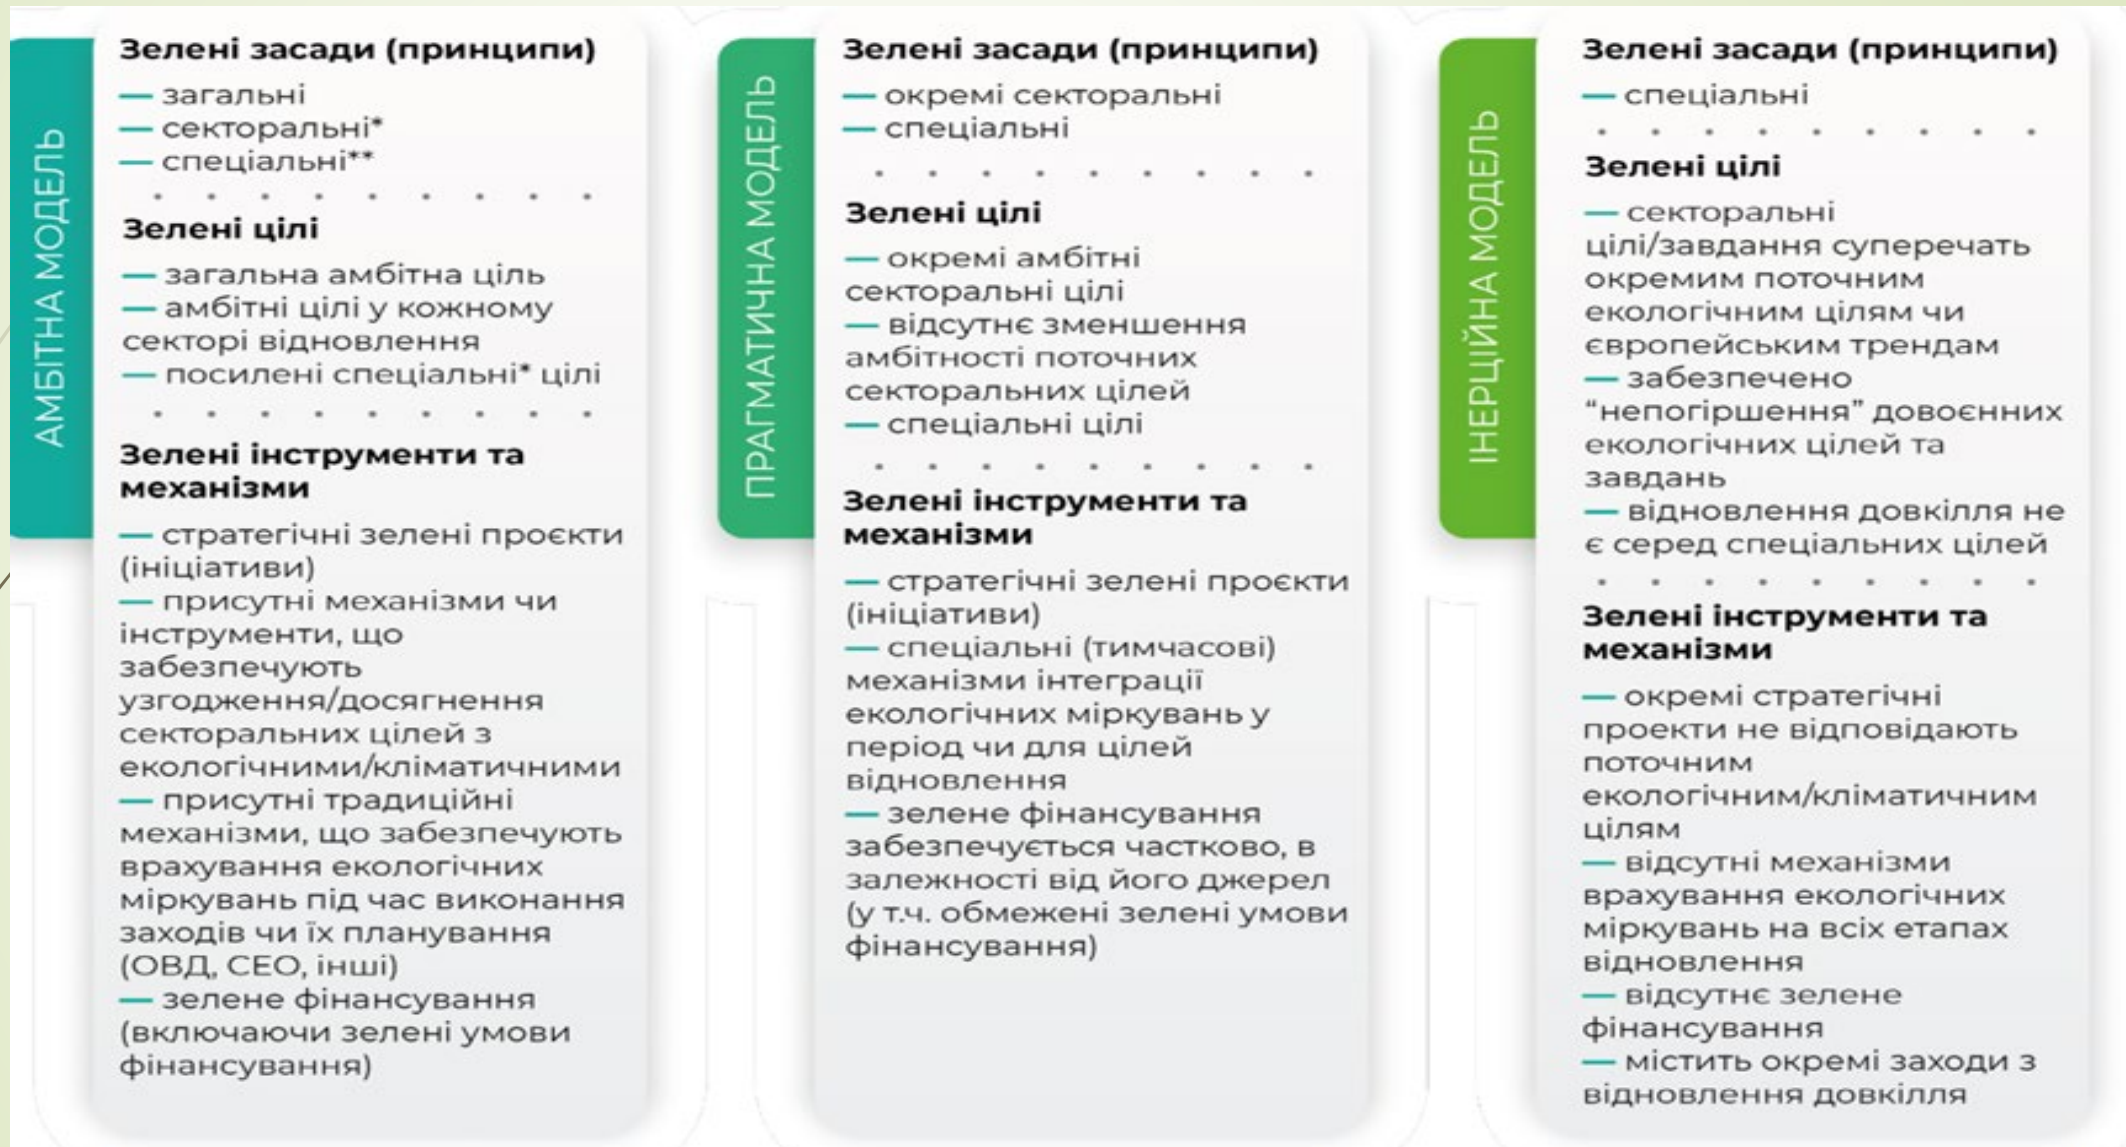 АМБІТНА МОДЕЛЬ
Зелені засади (принципи)
— загальні
— секторальні*
— спеціальні**
Зелені цілі
— загальна амбітна ціль
— амбітні цілі у кожному
секторі відновлення
— посилені спеціальні* цілі
Зелені інструменти та
механізми
— стратегічні зелені проєкти
(ініціативи)
— присутні механізми чи
інструменти, що
забезпечують
узгодження/досягнення
секторальних цілей з
екологічними/кліматичними
— присутні традиційні
механізми, що забезпечують
врахування екологічних
міркувань під час виконання
заходів чи їх планування
(ОВД, СЕО, інші)
— зелене фінансування
(включаючи зелені умови
фінансування)
ПРАГМАТИЧНА МОДЕЛЬ
Зелені засади (принципи)
— окремі секторальні
— спеціальні
Зелені цілі
— окремі амбітні
секторальні цілі
— відсутнє зменшення
амбітності поточних
секторальних цілей
— спеціальні цілі
Зелені інструменти та
механізми
— стратегічні зелені проєкти
(ініціативи)
— спеціальні (тимчасові)
механізми інтеграції
екологічних міркувань у
період чи для цілей
відновлення
— зелене фінансування
забезпечується частково, в
залежності від його джерел
(у т.ч. обмежені зелені умови
фінансування)
ІНЕРЦІЙНА МОДЕЛЬ
Зелені засади (принципи)
— спеціальні
Зелені цілі
— секторальні
цілі/завдання суперечать
окремим поточним
екологічним цілям чи
європейським трендам
— забезпечено
“непогіршення” довоєнних
екологічних цілей та
завдань
— відновлення довкілля не
є серед спеціальних цілей
Зелені інструменти та
механізми
— окремі стратегічні
проекти не відповідають
поточним
екологічним/кліматичним
цілям
— відсутні механізми
врахування екологічних
міркувань на всіх етапах
відновлення
— відсутнє зелене
фінансування
— містить окремі заходи з
відновлення довкілля